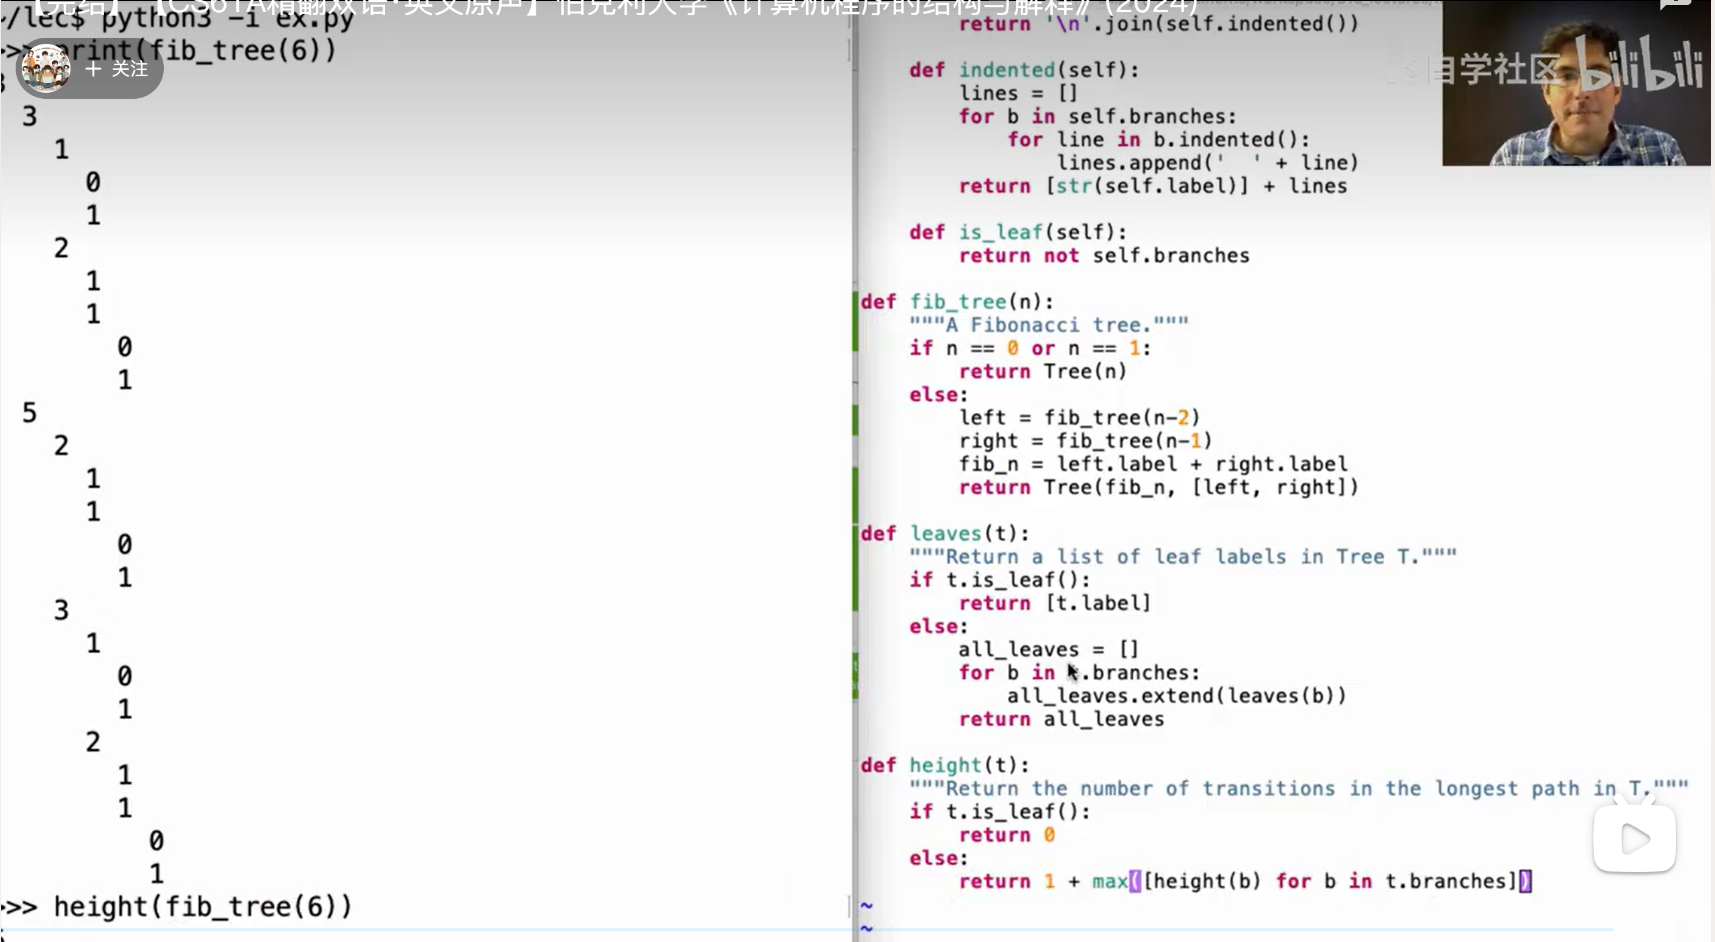 【完结】【CS61A精翻双语·英文原声】伯克利大学《计算机程序的结构与解释》(2024)
~/lec$ python3 -i ex.py
>>> print(fib_tree(6))
+ 关注
8
3
1
0
1
2
1
1
0
1
5
2
1
1
0
1
3
1
0
1
2
1
1
0
1
>>> height(fib_tree(6))
return '\n'.join(self.indented())
def indented(self):
lines = []
for b in self.branches:
for line in b.indented():
lines.append('  ' + line)
return [str(self.label)] + lines
def is_leaf(self):
return not self.branches
def fib_tree(n):
"""A Fibonacci tree."""
if n == 0 or n == 1:
return Tree(n)
else:
left = fib_tree(n-2)
right = fib_tree(n-1)
fib_n = left.label + right.label
return Tree(fib_n, [left, right])
def leaves(t):
"""Return a list of leaf labels in Tree T."""
if t.is_leaf():
return [t.label]
else:
all_leaves = []
for b in t.branches:
all_leaves.extend(leaves(b))
return all_leaves
def height(t):
"""Return the number of transitions in the longest path in T."""
if t.is_leaf():
return 0
else:
return 1 + max([height(b) for b in t.branches])
~
~
自学社区 bilibili